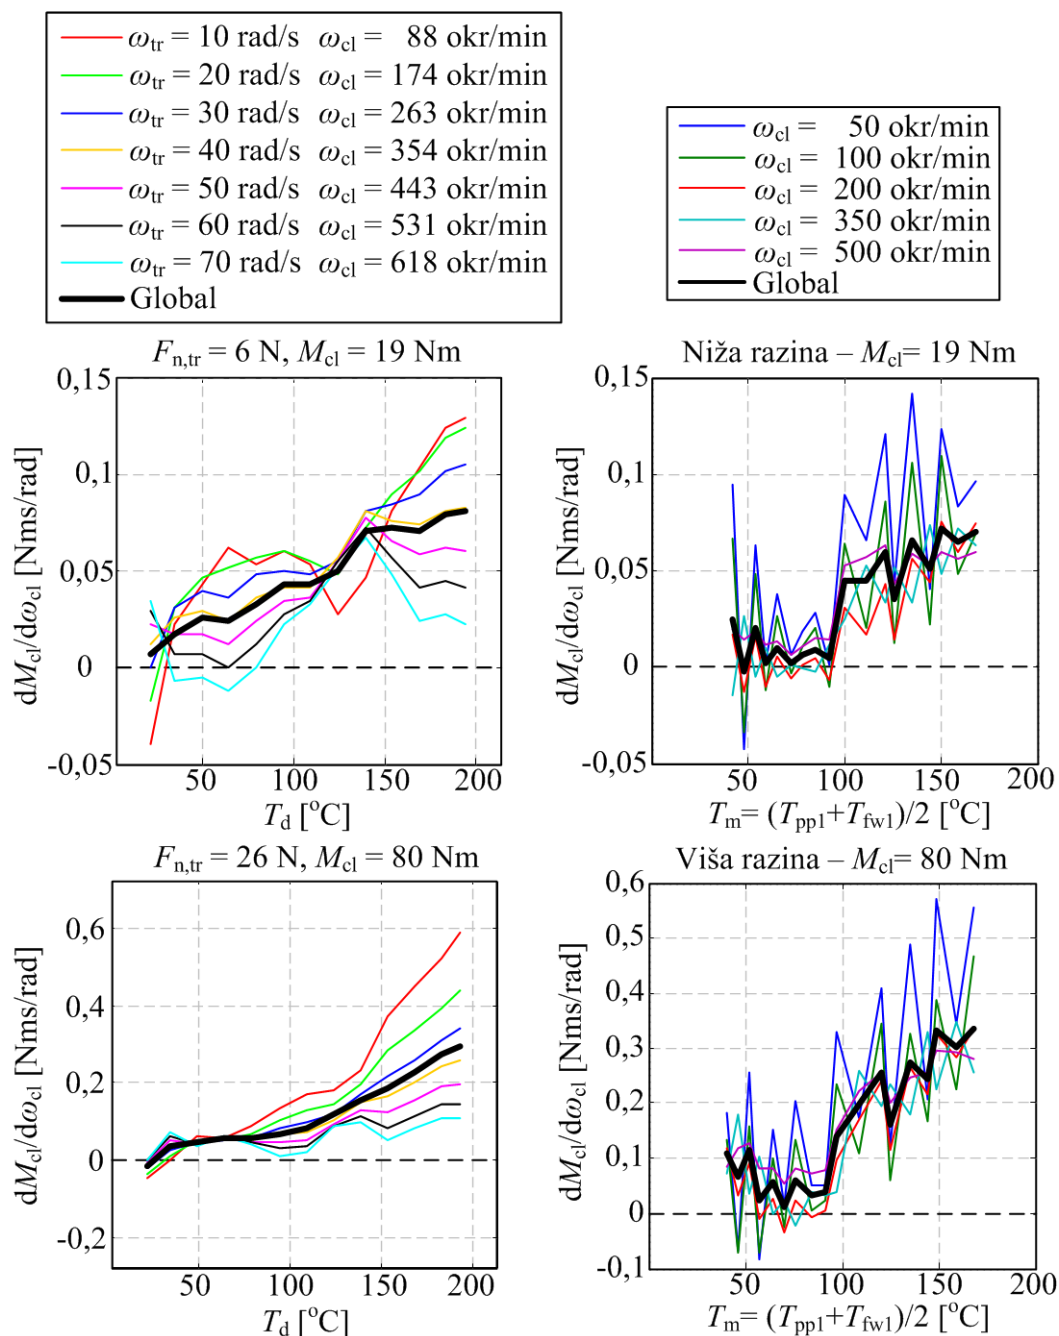 ωtr = 10 rad/s ωcl = 88 okr/min
ωtr = 20 rad/s ωcl = 174 okr/min
ωtr = 30 rad/s ωcl = 263 okr/min
ωtr = 40 rad/s ωcl = 354 okr/min
ωtr = 50 rad/s ωcl = 443 okr/min
ωtr = 60 rad/s ωcl = 531 okr/min
ωtr = 70 rad/s ωcl = 618 okr/min
Global
ωcl = 50 okr/min
ωcl = 100 okr/min
ωcl = 200 okr/min
ωcl = 350 okr/min
ωcl = 500 okr/min
Global
Fn,tr = 6 N, Mcl = 19 Nm
0,15
0,1
0,05
0
-0,05
dMcl/dωcl [Nms/rad]
50 100 150 200
Td [°C]
Niža razina – Mcl= 19 Nm
0,15
0,1
0,05
0
-0,05
dMcl/dωcl [Nms/rad]
50 100 150 200
Tm= (Tpp1+Tfw1)/2 [°C]
Fn,tr = 26 N, Mcl = 80 Nm
0,6
0,4
0,2
0
-0,2
dMcl/dωcl [Nms/rad]
50 100 150 200
Td [°C]
Viša razina – Mcl= 80 Nm
0,6
0,5
0,4
0,3
0,2
0,1
0
-0,1
dMcl/dωcl [Nms/rad]
50 100 150 200
Tm= (Tpp1+Tfw1)/2 [°C]